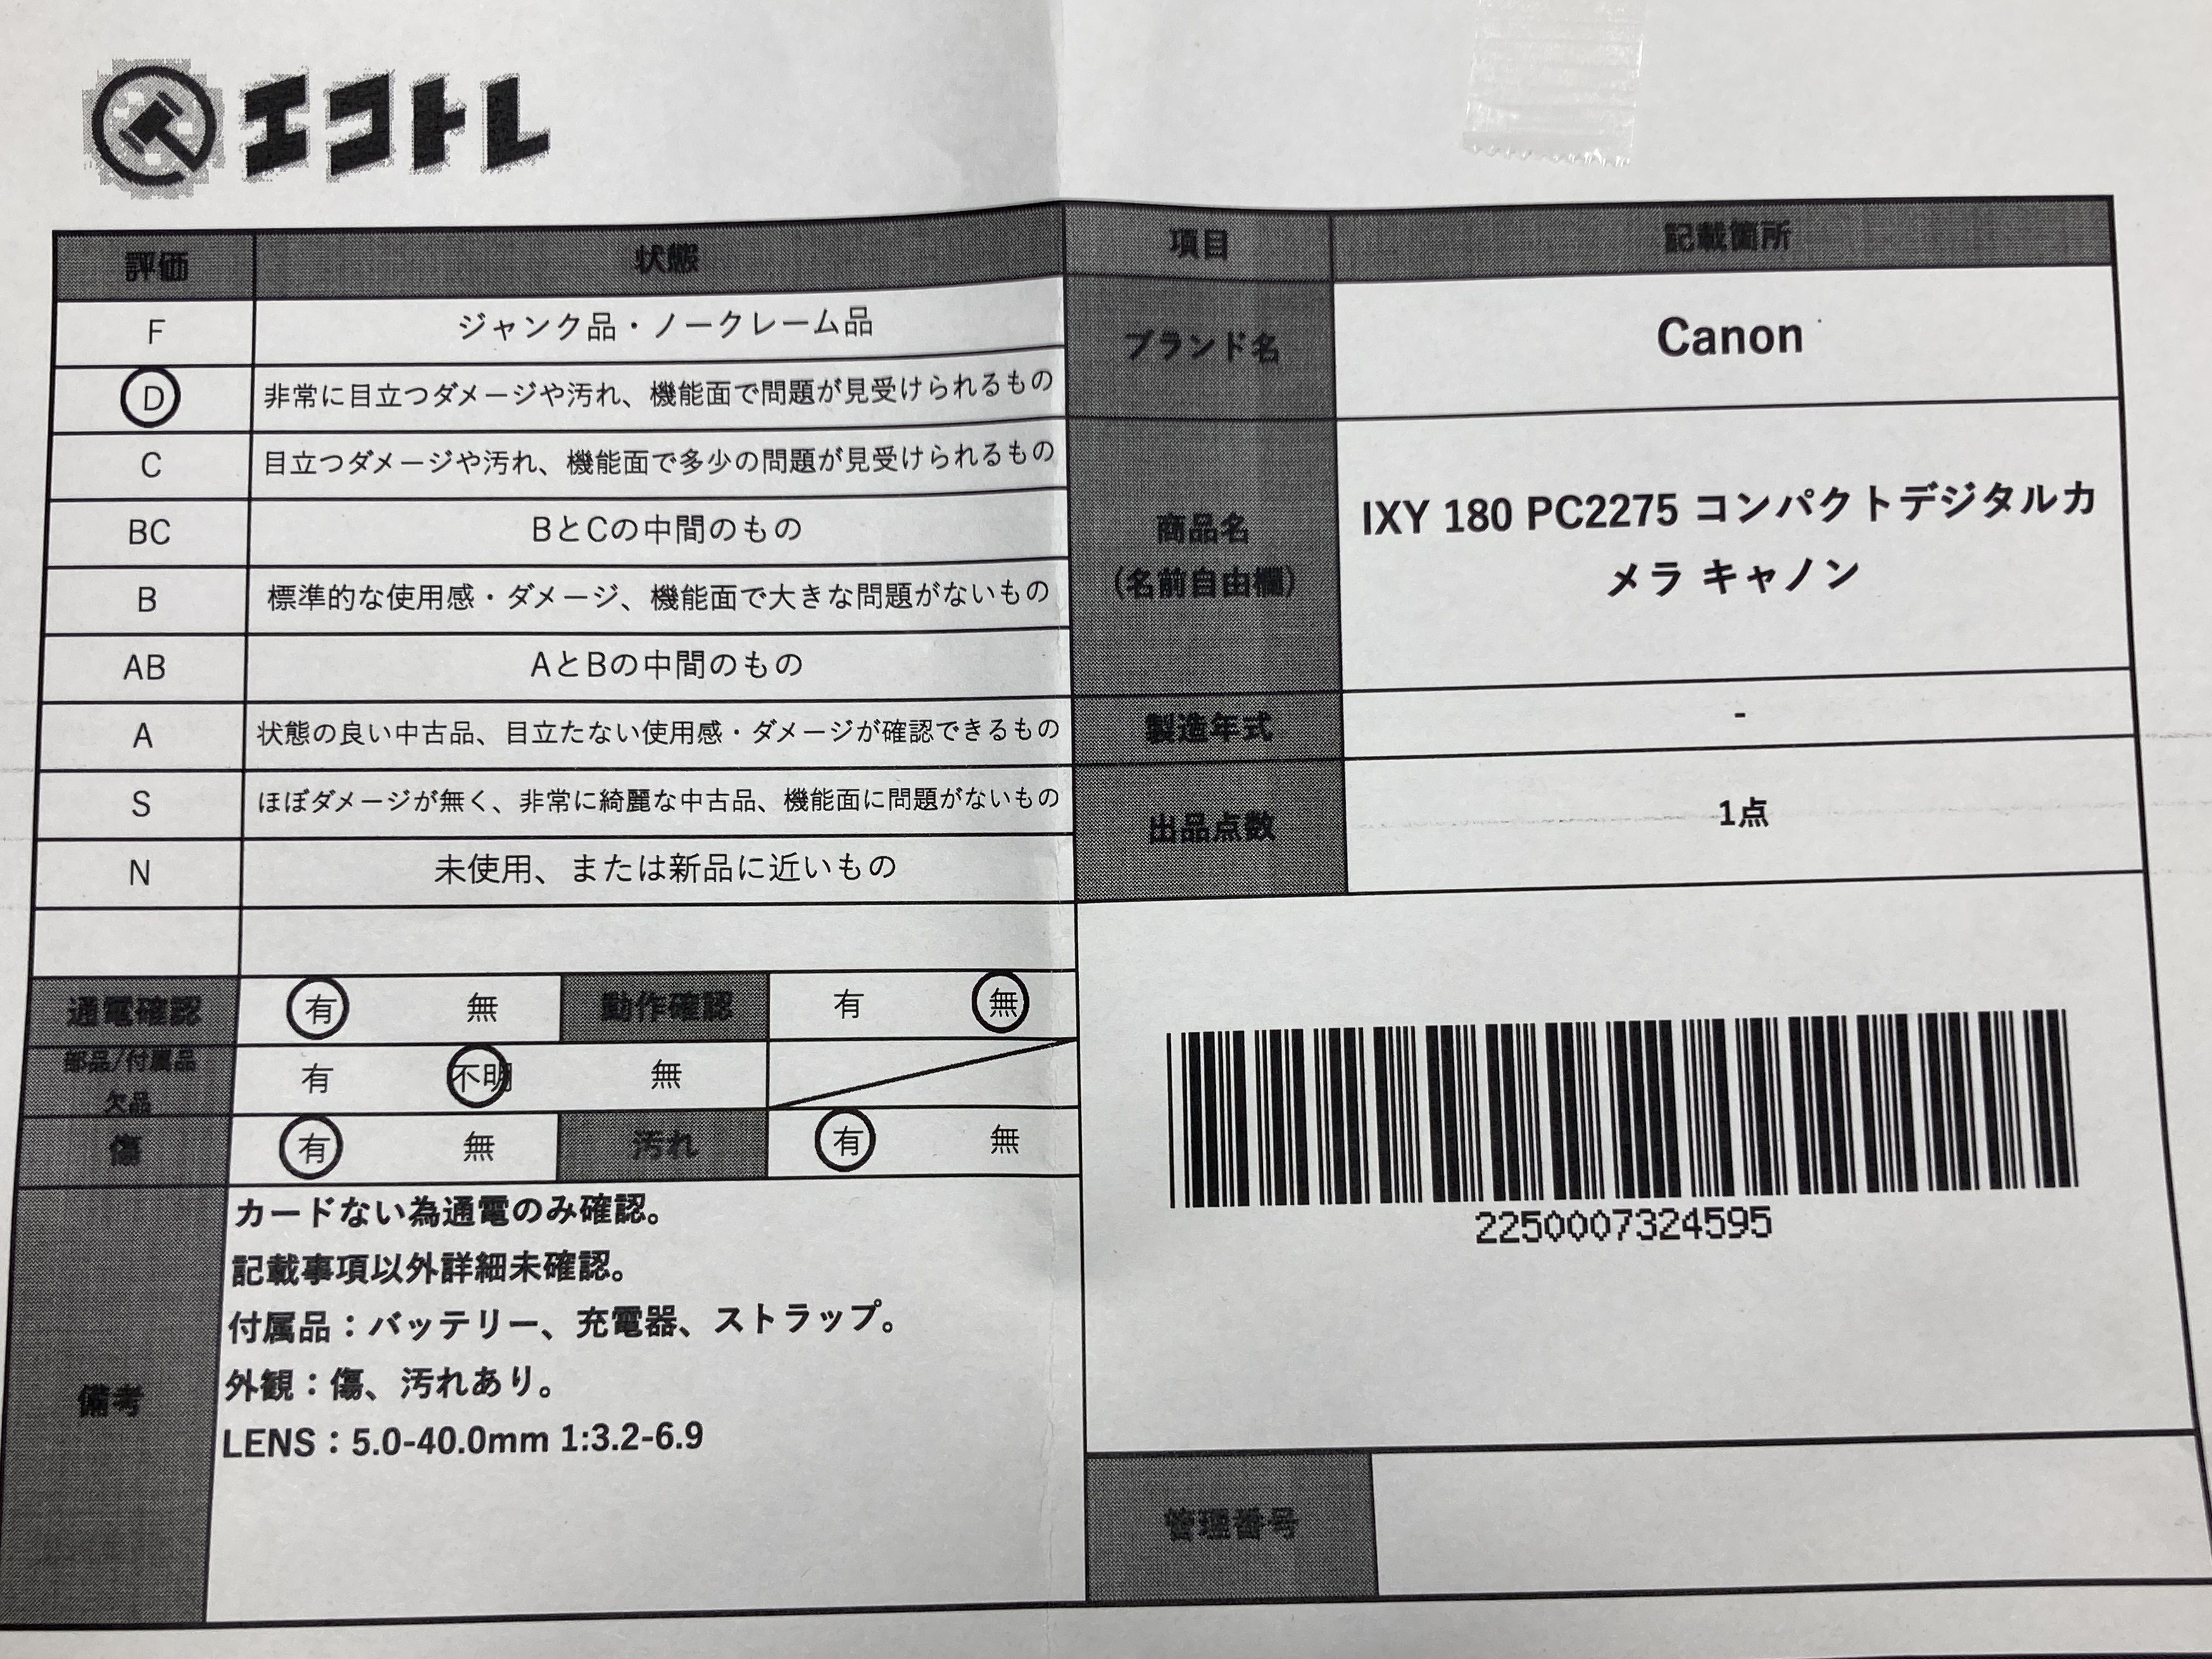 エコトレ
評価 状態
F ジャンク品・ノークレーム品
D 非常に目立つダメージや汚れ、機能面で問題が見受けられるもの
C 目立つダメージや汚れ、機能面で多少の問題が見受けられるもの
BC BとCの中間のもの
B 標準的な使用感・ダメージ、機能面で大きな問題がないもの
AB AとBの中間のもの
A 状態の良い中古品、目立たない使用感・ダメージが確認できるもの
S ほぼダメージが無く、非常に綺麗な中古品、機能面に問題がないもの
N 未使用、または新品に近いもの
通電確認 有 無 動作確認 有 無
部品/付属品
欠品 有 不明 無
傷 有 無 汚れ 有 無
備考
カードない為通電のみ確認。
記載事項以外詳細未確認。
付属品：バッテリー、充電器、ストラップ。
外観：傷、汚れあり。
LENS：5.0-40.0mm 1:3.2-6.9
項目 記載箇所
ブランド名 Canon
商品名
(名前自由欄)
IXY 180 PC2275 コンパクトデジタルカ
メラ キャノン
製造年式 -
出品点数 1点
2250007324595
管理番号